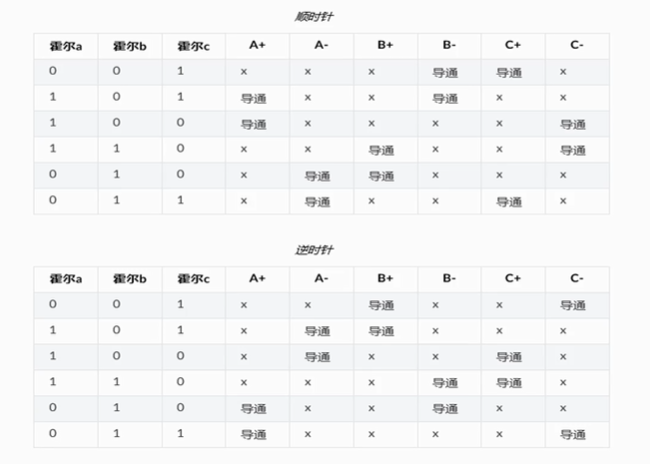 顺时针
霍尔a 霍尔b 霍尔c A+ A- B+ B- C+ C-
0 0 1 x x x 导通 导通 x
1 0 1 导通 x x 导通 x x
1 0 0 导通 x x x x 导通
1 1 0 x x 导通 x x 导通
0 1 0 x 导通 导通 x x x
0 1 1 x 导通 x x 导通 x
逆时针
霍尔a 霍尔b 霍尔c A+ A- B+ B- C+ C-
0 0 1 x x 导通 x x 导通
1 0 1 x 导通 导通 x x x
1 0 0 x 导通 x x 导通 x
1 1 0 x x x 导通 导通 x
0 1 0 导通 x x 导通 x x
0 1 1 导通 x x x x 导通